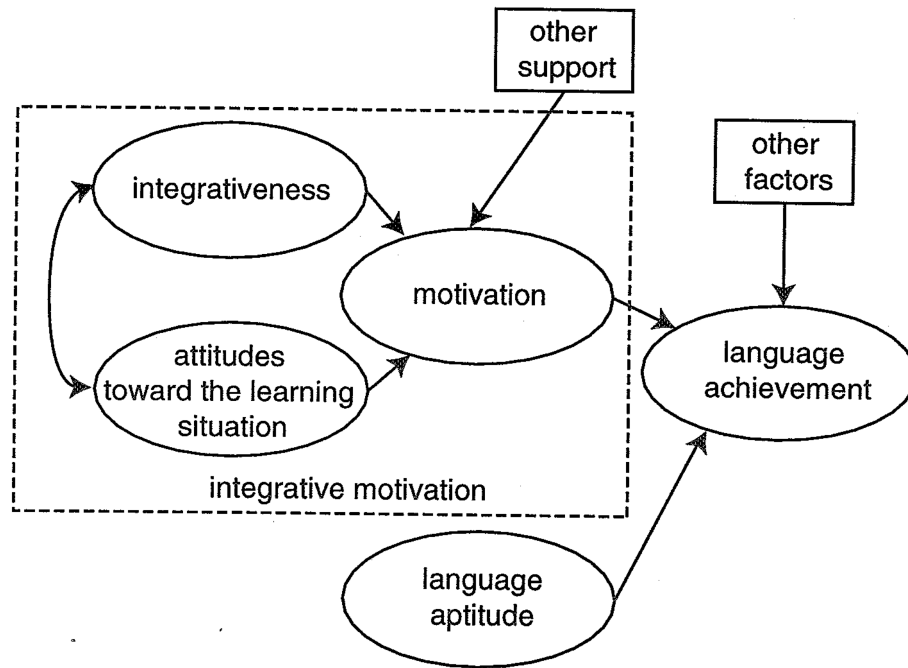 other
support
other
factors
integrativeness
motivation
attitudes
toward the learning
situation
language
achievement
integrative motivation
language
aptitude